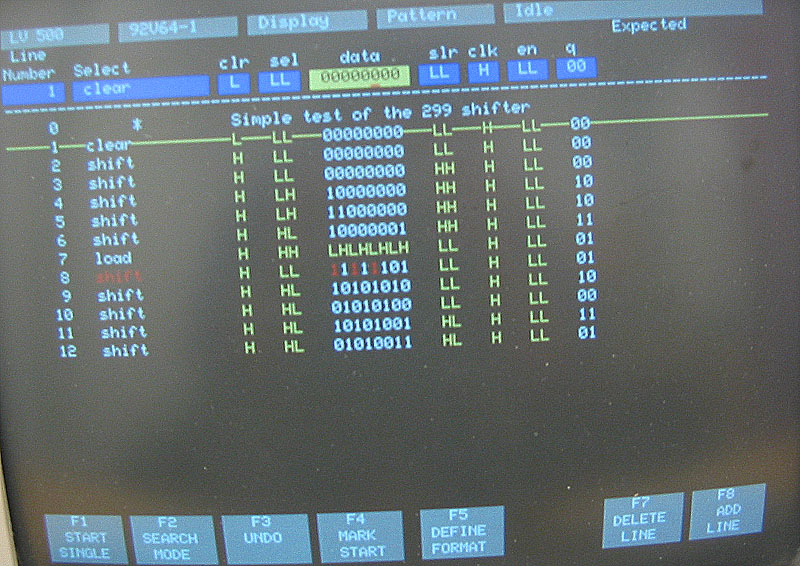 LV 500 92V64-1 Display Pattern Idle
Expected
Line
Number Select clr sel data slr clk en q
1 clear L LL 00000000 LL H LL 00
0 * Simple test of the 299 shifter
1 clear L LL 00000000 LL H LL 00
2 shift H LL 00000000 LL H LL 00
3 shift H LL 00000000 HH H LL 00
4 shift H LH 10000000 HH H LL 10
5 shift H LH 11000000 HH H LL 10
6 shift H HL 10000001 HH H LL 11
7 load H HH LHLHLHLH LL H LL 01
8 shift H LL 11111101 LL H LL 01
9 shift H HL 10101010 LL H LL 10
10 shift H HL 01010100 LL H LL 00
11 shift H HL 10101001 HL H LL 11
12 shift H HL 01010011 HL H LL 01
F1 START SINGLE
F2 SEARCH MODE
F3 UNDO
F4 MARK START
F5 DEFINE FORMAT
F7 DELETE LINE
F8 ADD LINE